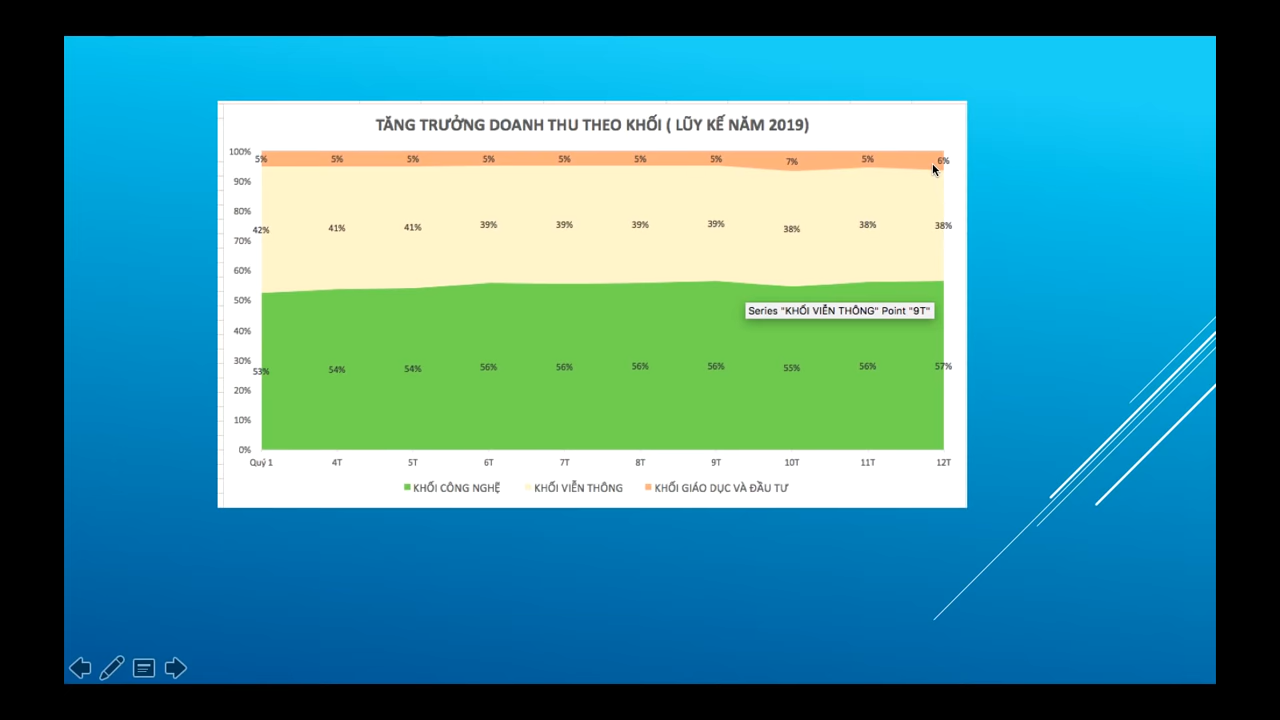 TĂNG TRƯỞNG DOANH THU THEO KHỐI ( LŨY KẾ NĂM 2019)
100%
5% 5% 5% 5% 5% 5% 5% 7% 5% 6%
90%
80%
42% 41% 41% 39% 39% 39% 39% 38% 38% 38%
70%
60%
50%
Series "KHỐI VIỄN THÔNG" Point "9T"
40%
30%
53% 54% 54% 56% 56% 56% 56% 55% 56% 57%
20%
10%
0%
Quý 1 4T 5T 6T 7T 8T 9T 10T 11T 12T
KHỐI CÔNG NGHỆ KHỐI VIỄN THÔNG KHỐI GIÁO DỤC VÀ ĐẦU TƯ